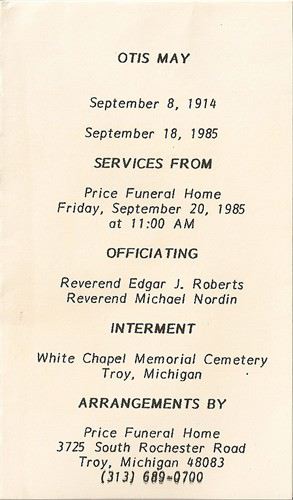 OTIS MAY
September 8, 1914
September 18, 1985
SERVICES FROM
Price Funeral Home
Friday, September 20, 1985
at 11:00 AM
OFFICIATING
Reverend Edgar J. Roberts
Reverend Michael Nordin
INTERMENT
White Chapel Memorial Cemetery
Troy, Michigan
ARRANGEMENTS BY
Price Funeral Home
3725 South Rochester Road
Troy, Michigan 48083
(313) 689-0700